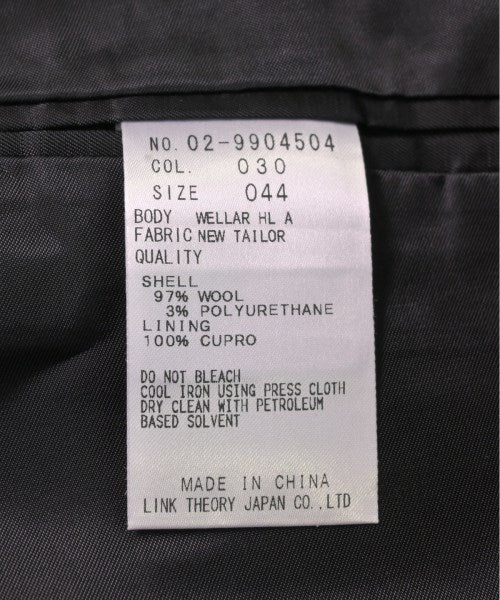 NO. 02-9904504
COL. 030
SIZE 044
BODY WELLAR HL A
FABRIC NEW TAILOR
QUALITY
SHELL
97% WOOL
3% POLYURETHANE
LINING
100% CUPRO
DO NOT BLEACH
COOL IRON USING PRESS CLOTH
DRY CLEAN WITH PETROLEUM
BASED SOLVENT
MADE IN CHINA
LINK THEORY JAPAN CO.,LTD